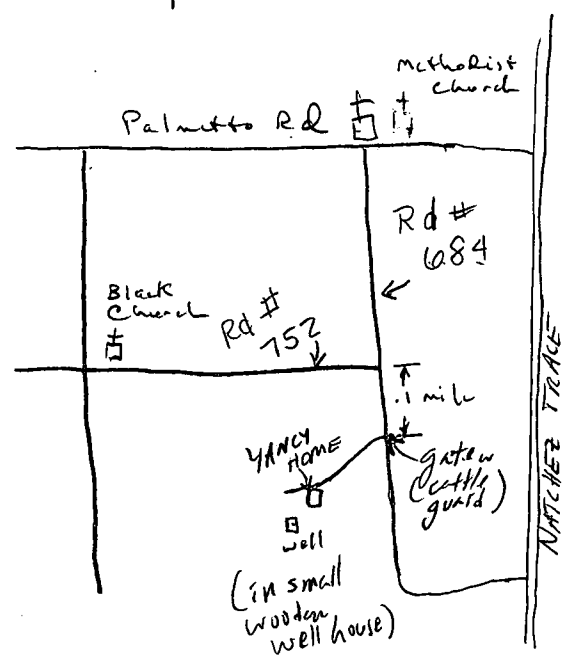 Methodist
Church
Palmetto Rd
Rd #
684
Black
Church
Rd #
752
.1 mile
YANCY
HOME
gate w
(cattle
guard)
well
(in small
wooden
well house)
NATCHEZ TRACE